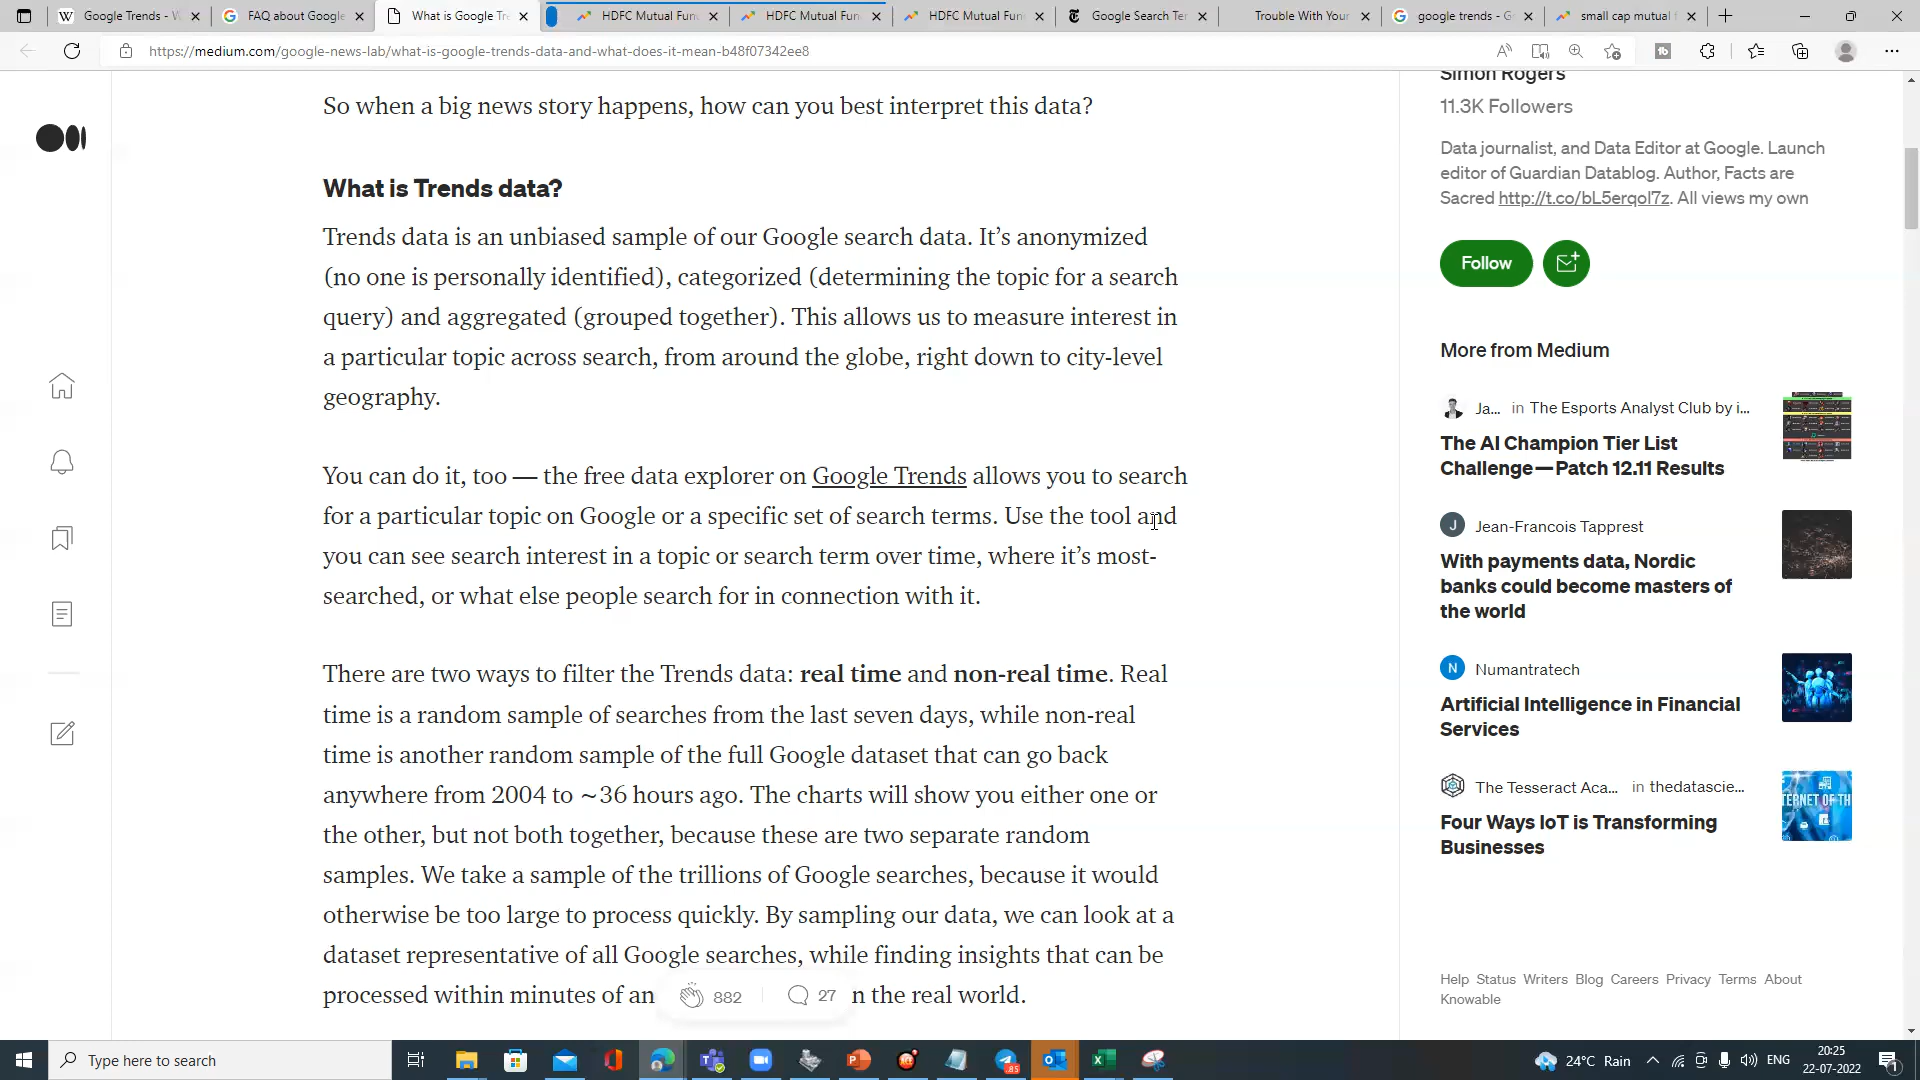 Google Trends - W
FAQ about Google
What is Google Tre
HDFC Mutual Fun
HDFC Mutual Fun
HDFC Mutual Fun
Google Search Ter
Trouble With Your
google trends - G
small cap mutual f
https://medium.com/google-news-lab/what-is-google-trends-data-and-what-does-it-mean-b48f07342ee8
So when a big news story happens, how can you best interpret this data?
What is Trends data?
Trends data is an unbiased sample of our Google search data. It’s anonymized
(no one is personally identified), categorized (determining the topic for a search
query) and aggregated (grouped together). This allows us to measure interest in
a particular topic across search, from around the globe, right down to city-level
geography.
You can do it, too — the free data explorer on Google Trends allows you to search
for a particular topic on Google or a specific set of search terms. Use the tool and
you can see search interest in a topic or search term over time, where it’s most-
searched, or what else people search for in connection with it.
There are two ways to filter the Trends data: real time and non-real time. Real
time is a random sample of searches from the last seven days, while non-real
time is another random sample of the full Google dataset that can go back
anywhere from 2004 to ~36 hours ago. The charts will show you either one or
the other, but not both together, because these are two separate random
samples. We take a sample of the trillions of Google searches, because it would
otherwise be too large to process quickly. By sampling our data, we can look at a
dataset representative of all Google searches, while finding insights that can be
processed within minutes of an
n the real world.
882
27
Simon Rogers
11.3K Followers
Data journalist, and Data Editor at Google. Launch
editor of Guardian Datablog. Author, Facts are
Sacred http://t.co/bL5erqol7z. All views my own
Follow
More from Medium
Ja... in The Esports Analyst Club by i...
The AI Champion Tier List
Challenge — Patch 12.11 Results
J Jean-Francois Tapprest
With payments data, Nordic
banks could become masters of
the world
N Numantratech
Artificial Intelligence in Financial
Services
The Tesseract Aca... in thedatascie...
Four Ways IoT is Transforming
Businesses
ERNET OF TH
Help Status Writers Blog Careers Privacy Terms About
Knowable
Type here to search
24°C Rain
ENG
20:25
22-07-2022